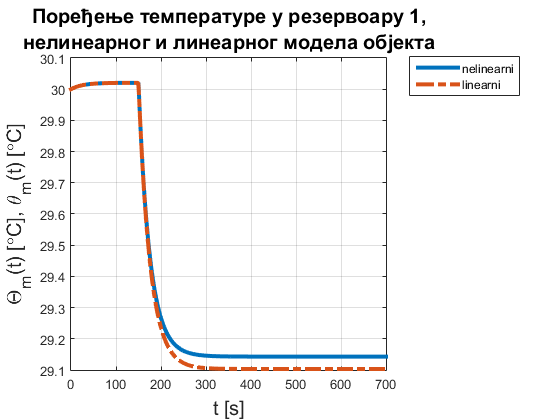 Поређење температуре у резервоару 1,
нелинеарног и линеарног модела објекта
30.1
30
29.9
29.8
29.7
29.6
29.5
29.4
29.3
29.2
29.1
0 100 200 300 400 500 600 700
t [s]
Θm(t) [°C], θm(t) [°C]
nelinearni
linearni